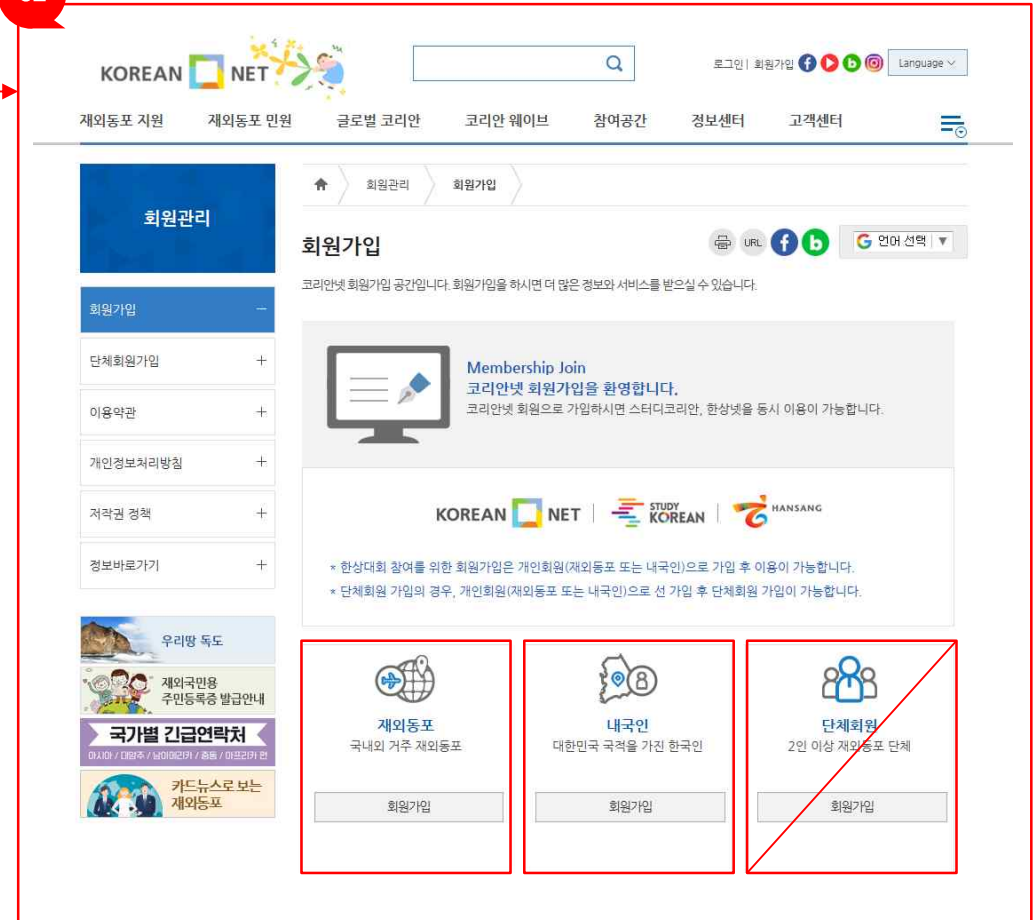 02
KOREAN NET
로그인 | 회원가입
Language
재외동포 지원
재외동포 민원
글로벌 코리안
코리안 웨이브
참여공간
정보센터
고객센터
회원관리
회원가입
단체회원가입
이용약관
개인정보처리방침
저작권 정책
정보바로가기
우리땅 독도
재외국민용
주민등록증 발급안내
국가별 긴급연락처
아시아 / 대양주 / 남아메리카 / 중동 / 아프리카 편
카드뉴스로 보는
재외동포
회원관리
회원가입
회원가입
URL
G 언어 선택 ▼
코리안넷 회원가입 공간입니다. 회원가입을 하시면 더 많은 정보와 서비스를 받으실 수 있습니다.
Membership Join
코리안넷 회원가입을 환영합니다.
코리안넷 회원으로 가입하시면 스터디코리안, 한상넷을 동시 이용이 가능합니다.
KOREAN NET
STUDY
KOREAN
HANSANG
* 한상대회 참여를 위한 회원가입은 개인회원(재외동포 또는 내국인)으로 가입 후 이용이 가능합니다.
* 단체회원 가입의 경우, 개인회원(재외동포 또는 내국인)으로 선 가입 후 단체회원 가입이 가능합니다.
재외동포
국내외 거주 재외동포
회원가입
내국인
대한민국 국적을 가진 한국인
회원가입
단체회원
2인 이상 재외동포 단체
회원가입